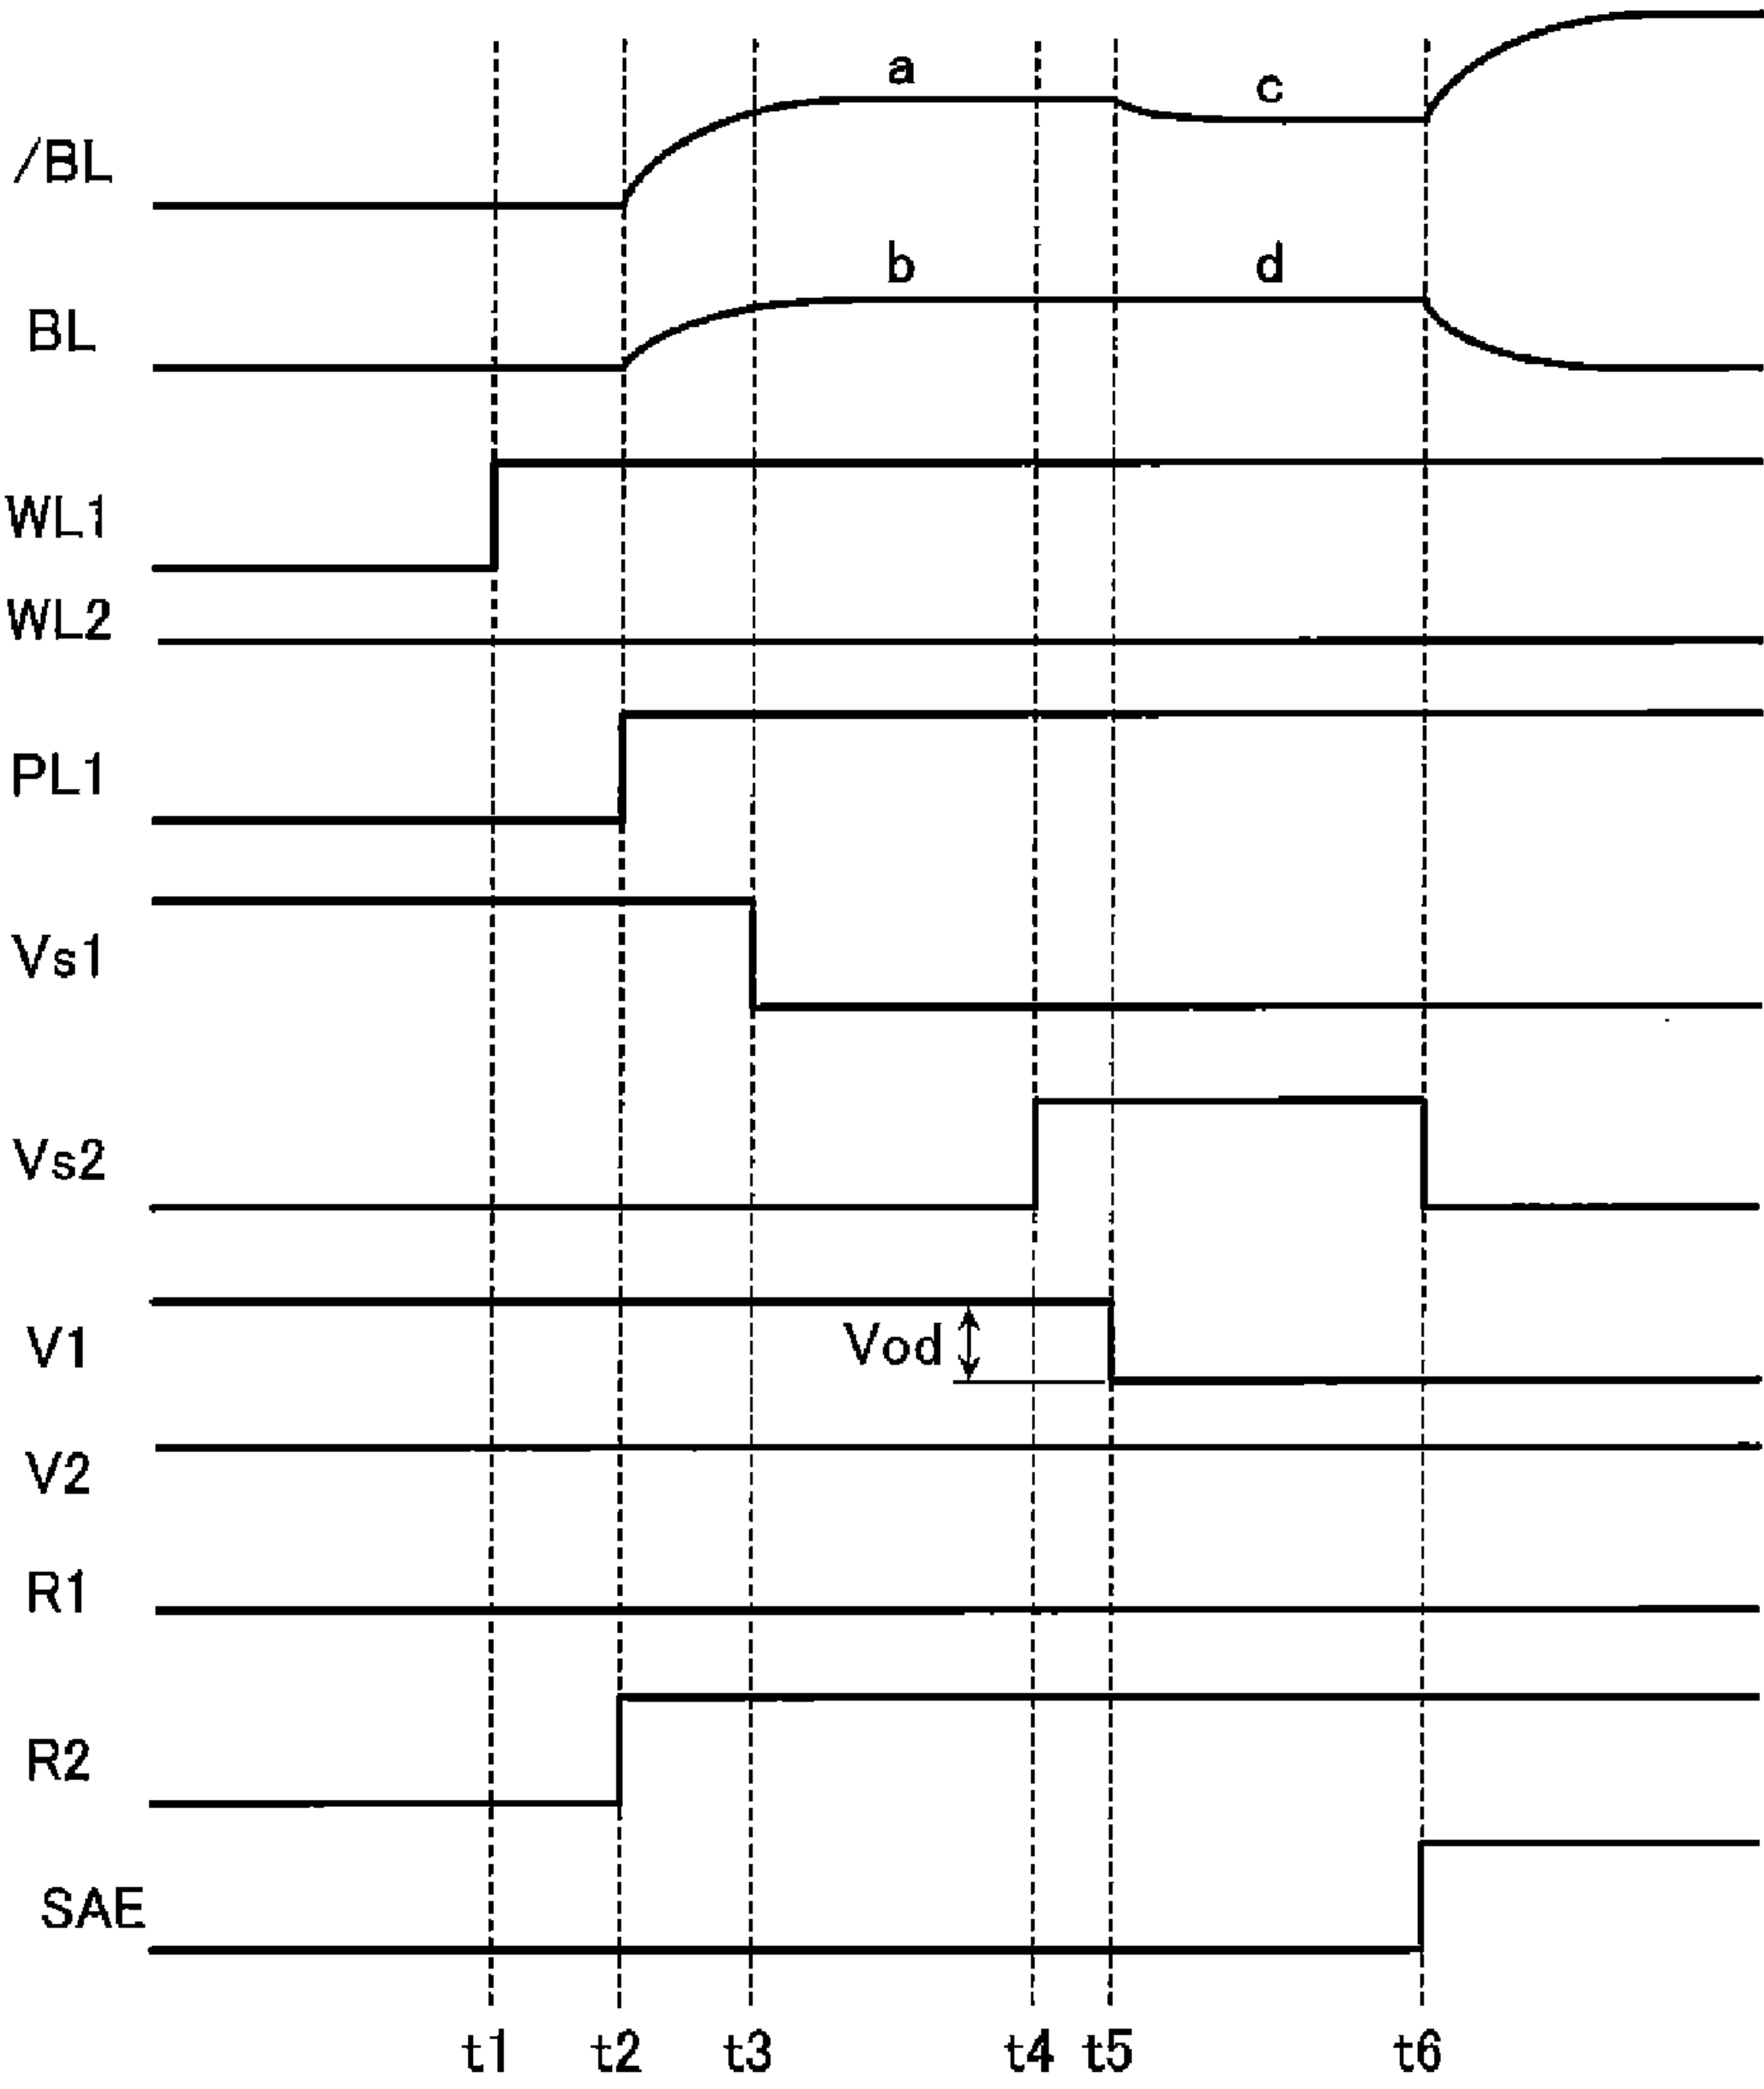 a
c
/BL
b
d
BL
WL1
WL2
PL1
Vs1
Vs2
V1
Vod
V2
R1
R2
SAE
t1 t2 t3 t4 t5 t6